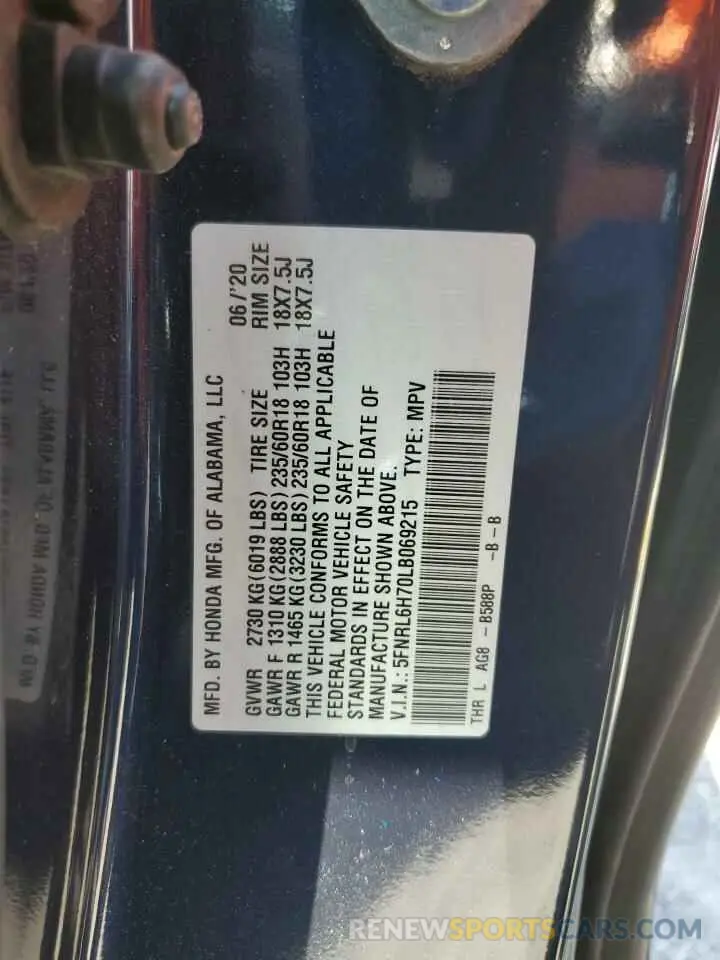 MFD. BY HONDA MFG. OF ALABAMA, LLC
06/'20
GVWR 2730 KG(6019 LBS) TIRE SIZE RIM SIZE
GAWR F 1310 KG(2888 LBS) 235/60R18 103H 18X7.5J
GAWR R 1465 KG(3230 LBS) 235/60R18 103H 18X7.5J
THIS VEHICLE CONFORMS TO ALL APPLICABLE
FEDERAL MOTOR VEHICLE SAFETY
STANDARDS IN EFFECT ON THE DATE OF
MANUFACTURE SHOWN ABOVE.
V.I.N.: 5FNRL6H70LB069215 TYPE: MPV
THR L AG8 -B588P -B-B
RENEWSPORTSCARS.COM